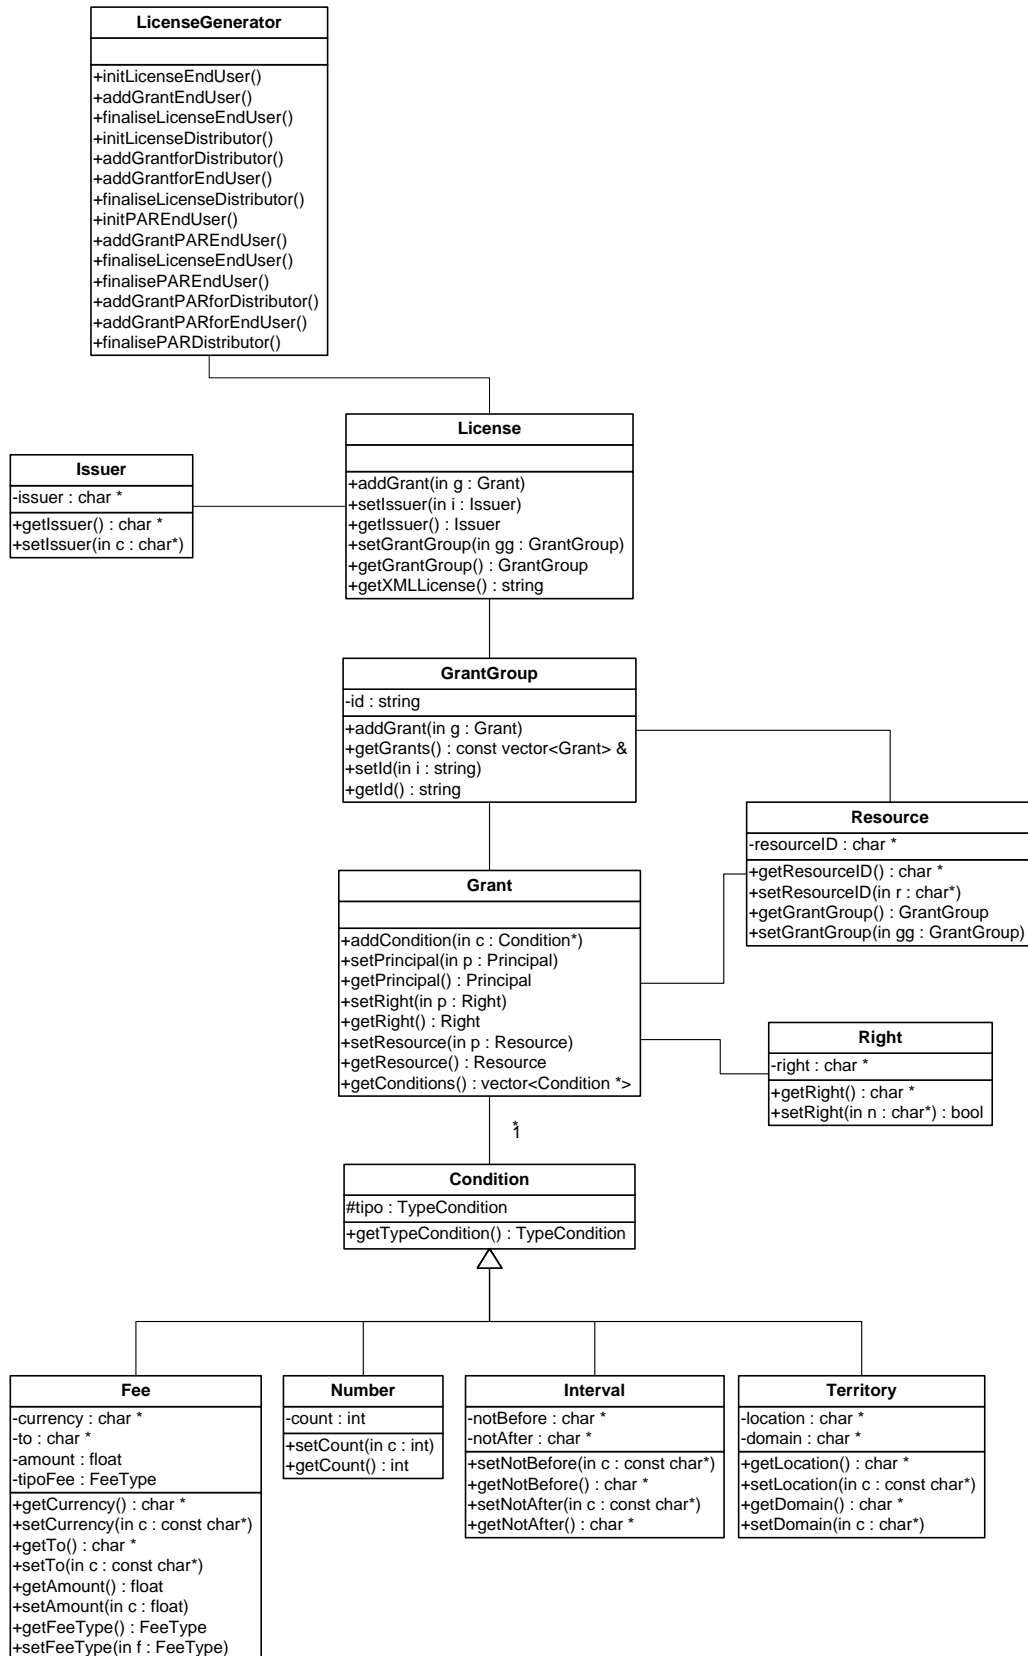 LicenseGenerator
+initLicenseEndUser()
+addGrantEndUser()
+finaliseLicenseEndUser()
+initLicenseDistributor()
+addGrantforDistributor()
+addGrantforEndUser()
+finaliseLicenseDistributor()
+initPAREndUser()
+addGrantPAREndUser()
+finaliseLicenseEndUser()
+finalisePAREndUser()
+addGrantPARforDistributor()
+addGrantPARforEndUser()
+finalisePARDistributor()
License
+addGrant(in g : Grant)
+setIssuer(in i : Issuer)
+getIssuer() : Issuer
+setGrantGroup(in gg : GrantGroup)
+getGrantGroup() : GrantGroup
+getXMLLicense() : string
Issuer
-issuer : char *
+getIssuer() : char *
+setIssuer(in c : char*)
GrantGroup
-id : string
+addGrant(in g : Grant)
+getGrants() : const vector<Grant> &
+setId(in i : string)
+getId() : string
Resource
-resourceID : char *
+getResourceID() : char *
+setResourceID(in r : char*)
+getGrantGroup() : GrantGroup
+setGrantGroup(in gg : GrantGroup)
Grant
+addCondition(in c : Condition*)
+setPrincipal(in p : Principal)
+getPrincipal() : Principal
+setRight(in p : Right)
+getRight() : Right
+setResource(in p : Resource)
+getResource() : Resource
+getConditions() : vector<Condition *>
Right
-right : char *
+getRight() : char *
+setRight(in n : char*) : bool
*
1
Condition
#tipo : TypeCondition
+getTypeCondition() : TypeCondition
Fee
-currency : char *
-to : char *
-amount : float
-tipoFee : FeeType
+getCurrency() : char *
+setCurrency(in c : const char*)
+getTo() : char *
+setTo(in c : const char*)
+getAmount() : float
+setAmount(in c : float)
+getFeeType() : FeeType
+setFeeType(in f : FeeType)
Number
-count : int
+setCount(in c : int)
+getCount() : int
Interval
-notBefore : char *
-notAfter : char *
+setNotBefore(in c : const char*)
+getNotBefore() : char *
+setNotAfter(in c : const char*)
+getNotAfter() : char *
Territory
-location : char *
-domain : char *
+getLocation() : char *
+setLocation(in c : const char*)
+getDomain() : char *
+setDomain(in c : char*)